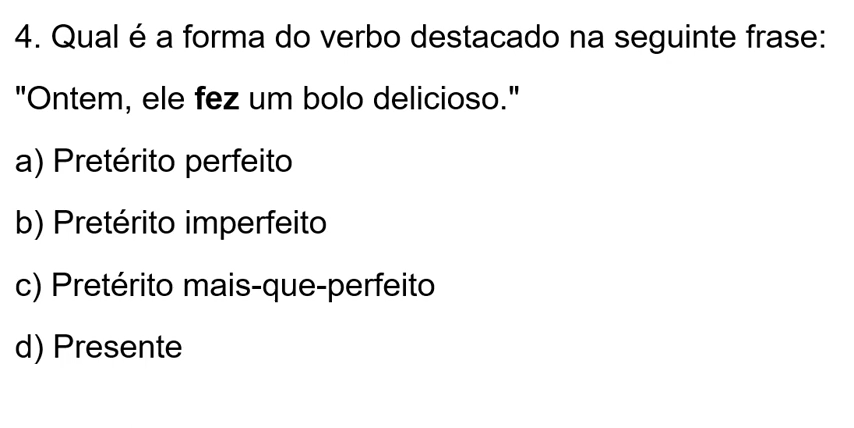 4. Qual é a forma do verbo destacado na seguinte frase:
"Ontem, ele fez um bolo delicioso."
a) Pretérito perfeito
b) Pretérito imperfeito
c) Pretérito mais-que-perfeito
d) Presente